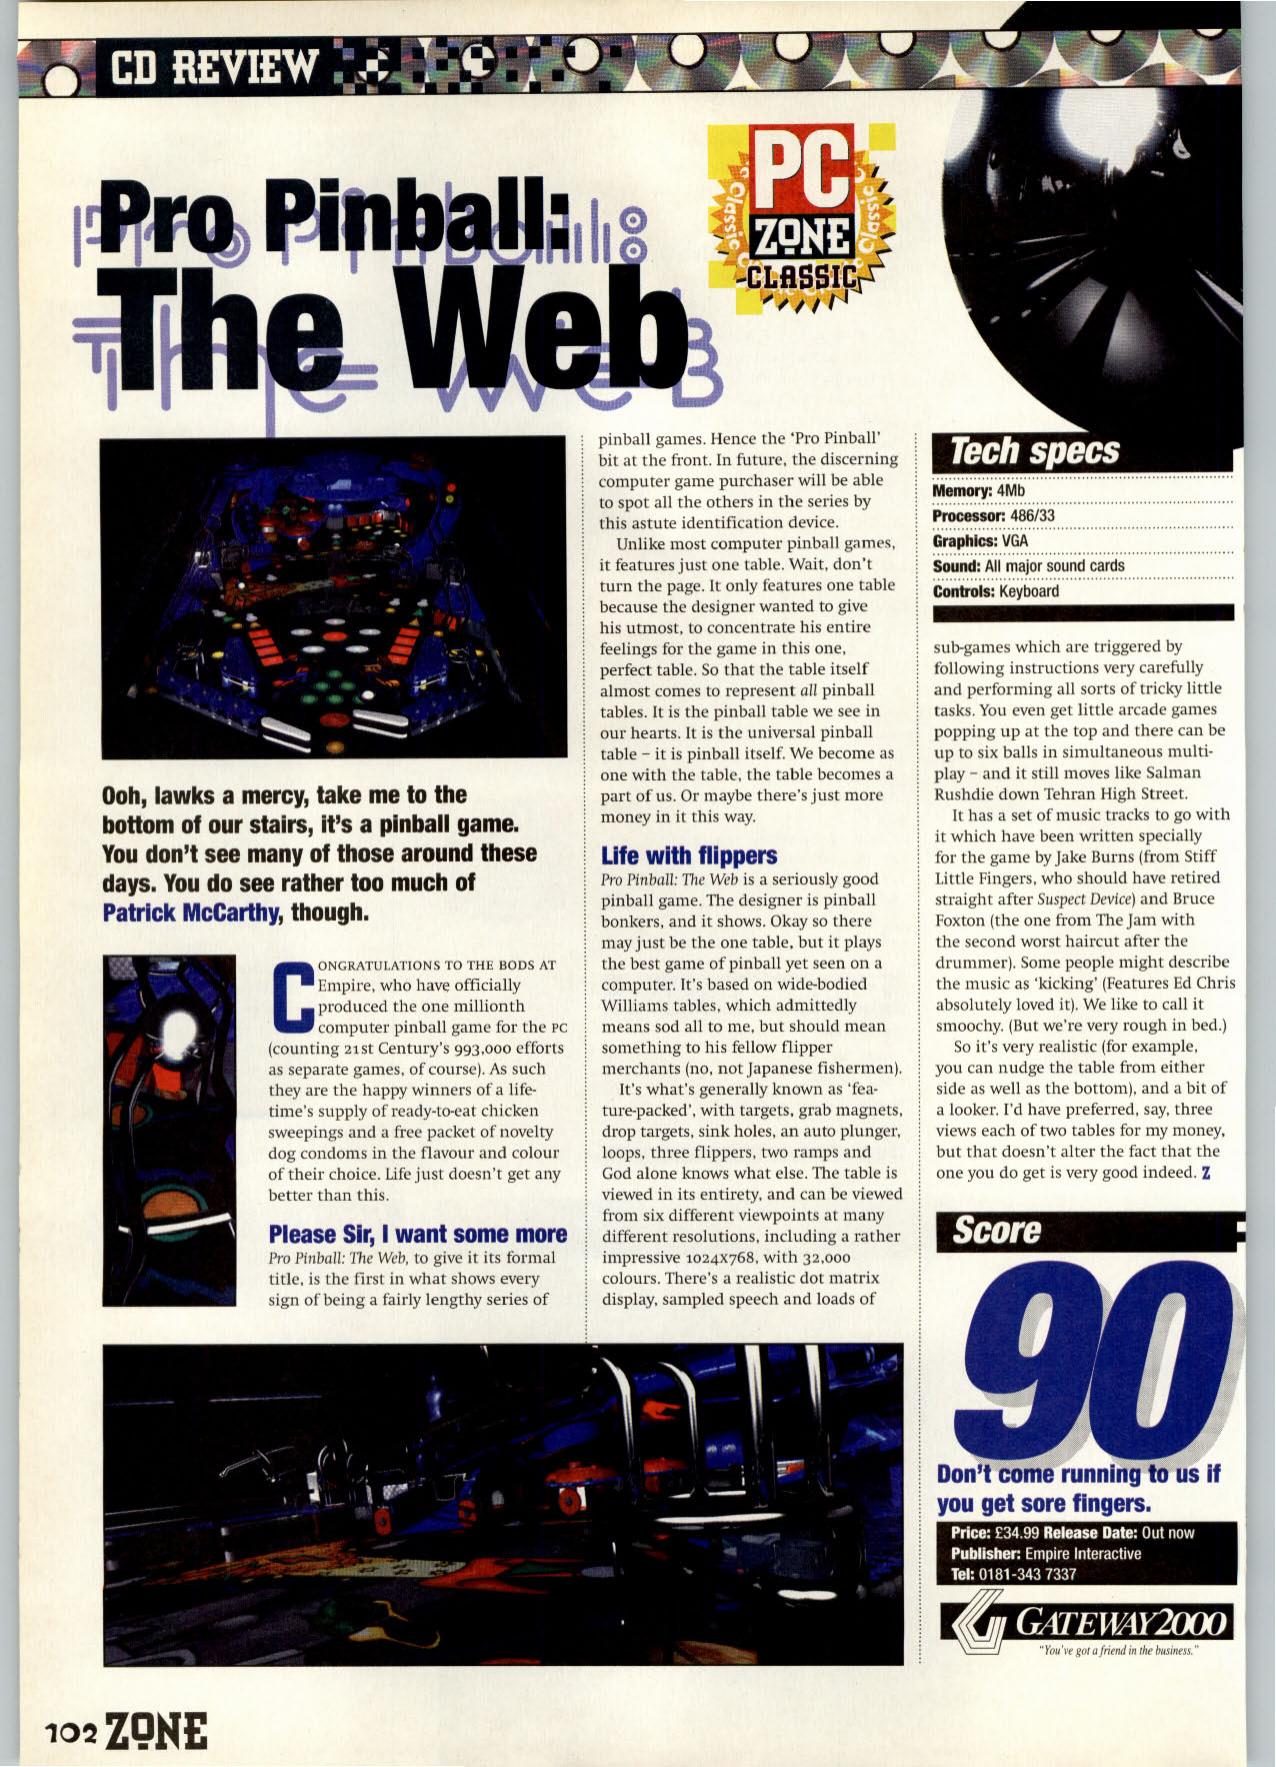 CD REVIEW
Pro Pinball:
The Web
PC
ZONE
CLASSIC
Classic
Classic
Ooh, lawks a mercy, take me to the
bottom of our stairs, it's a pinball game.
You don't see many of those around these
days. You do see rather too much of
Patrick McCarthy, though.
CONGRATULATIONS TO THE BODS AT
Empire, who have officially
produced the one millionth
computer pinball game for the PC
(counting 21st Century's 993,000 efforts
as separate games, of course). As such
they are the happy winners of a life-
time's supply of ready-to-eat chicken
sweepings and a free packet of novelty
dog condoms in the flavour and colour
of their choice. Life just doesn't get any
better than this.
Please Sir, I want some more
Pro Pinball: The Web, to give it its formal
title, is the first in what shows every
sign of being a fairly lengthy series of
pinball games. Hence the 'Pro Pinball'
bit at the front. In future, the discerning
computer game purchaser will be able
to spot all the others in the series by
this astute identification device.
Unlike most computer pinball games,
it features just one table. Wait, don't
turn the page. It only features one table
because the designer wanted to give
his utmost, to concentrate his entire
feelings for the game in this one,
perfect table. So that the table itself
almost comes to represent all pinball
tables. It is the pinball table we see in
our hearts. It is the universal pinball
table – it is pinball itself. We become as
one with the table, the table becomes a
part of us. Or maybe there's just more
money in it this way.
Life with flippers
Pro Pinball: The Web is a seriously good
pinball game. The designer is pinball
bonkers, and it shows. Okay so there
may just be the one table, but it plays
the best game of pinball yet seen on a
computer. It's based on wide-bodied
Williams tables, which admittedly
means sod all to me, but should mean
something to his fellow flipper
merchants (no, not Japanese fishermen).
It's what's generally known as 'fea-
ture-packed', with targets, grab magnets,
drop targets, sink holes, an auto plunger,
loops, three flippers, two ramps and
God alone knows what else. The table is
viewed in its entirety, and can be viewed
from six different viewpoints at many
different resolutions, including a rather
impressive 1024x768, with 32,000
colours. There's a realistic dot matrix
display, sampled speech and loads of
Tech specs
Memory: 4Mb
Processor: 486/33
Graphics: VGA
Sound: All major sound cards
Controls: Keyboard
sub-games which are triggered by
following instructions very carefully
and performing all sorts of tricky little
tasks. You even get little arcade games
popping up at the top and there can be
up to six balls in simultaneous multi-
play – and it still moves like Salman
Rushdie down Tehran High Street.
It has a set of music tracks to go with
it which have been written specially
for the game by Jake Burns (from Stiff
Little Fingers, who should have retired
straight after Suspect Device) and Bruce
Foxton (the one from The Jam with
the second worst haircut after the
drummer). Some people might describe
the music as 'kicking' (Features Ed Chris
absolutely loved it). We like to call it
smoochy. (But we're very rough in bed.)
So it's very realistic (for example,
you can nudge the table from either
side as well as the bottom), and a bit of
a looker. I'd have preferred, say, three
views each of two tables for my money,
but that doesn't alter the fact that the
one you do get is very good indeed. Z
Score
90
Don't come running to us if
you get sore fingers.
Price: £34.99 Release Date: Out now
Publisher: Empire Interactive
Tel: 0181-343 7337
GATEWAY2000
"You've got a friend in the business."
102 ZONE